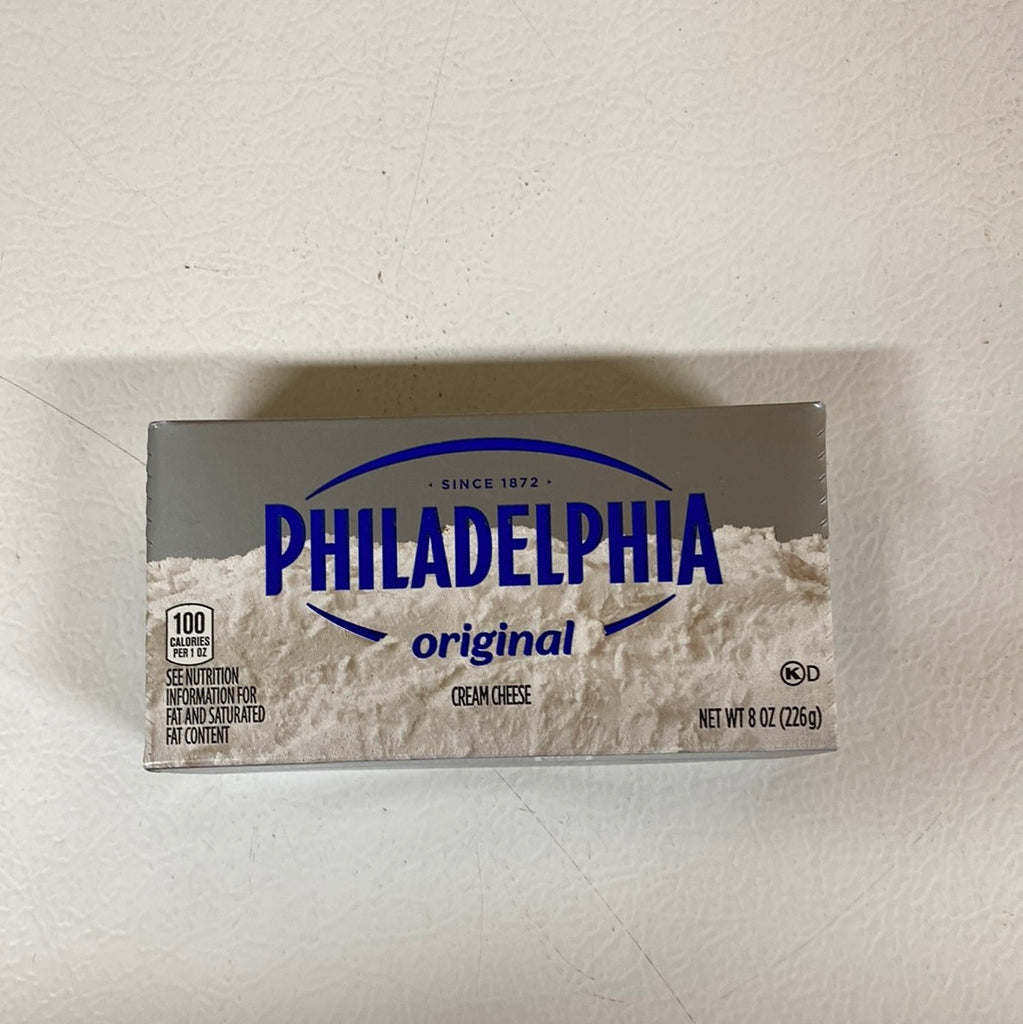 SINCE 1872
PHILADELPHIA
original
CREAM CHEESE
100
CALORIES
PER 1 OZ
SEE NUTRITION
INFORMATION FOR
FAT AND SATURATED
FAT CONTENT
K D
NET WT 8 OZ (226g)